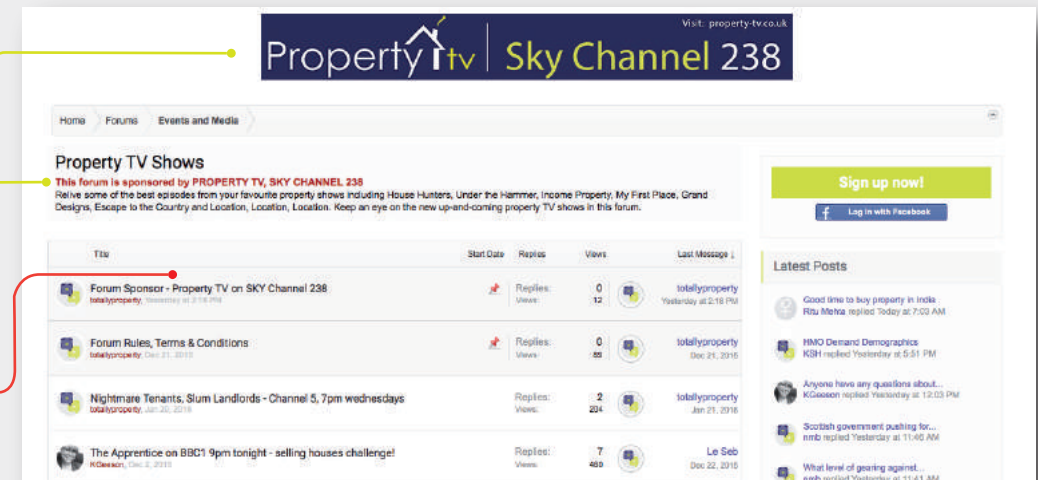 Visit: property-tv.co.uk
Property tv Sky Channel 238
Home Forums Events and Media
Property TV Shows
This forum is sponsored by PROPERTY TV, SKY CHANNEL 238
Relive some of the best episodes from your favourite property shows including House Hunters, Under the Hammer, Income Property, My First Place, Grand
Designs, Escape to the Country and Location, Location, Location. Keep an eye on the new up-and-coming property TV shows in this forum.
Title Start Date Replies Views Last Message ↓
Forum Sponsor - Property TV on SKY Channel 238 Replies: 0 totallyproperty
totallyproperty, Yesterday at 2:18 PM Views: 12 Yesterday at 2:18 PM
Forum Rules, Terms & Conditions Replies: 0 totallyproperty
totallyproperty, Dec 21, 2015 Views: Dec 21, 2015
Nightmare Tenants, Slum Landlords - Channel 5, 7pm wednesdays Replies: 2 totallyproperty
totallyproperty, Jan 20, 2016 Views: 204 Jan 21, 2016
The Apprentice on BBC1 9pm tonight - selling houses challenge! Replies: 7 Le Seb
KGeeson, Dec 2, 2015 Views: Dec 22, 2015
Sign up now!
f Log in with Facebook
Latest Posts
Good time to buy property in India
Ritu Mehra replied Today at 7:03 AM
HMO Demand Demographics
KSH replied Yesterday at 5:51 PM
Anyone have any questions about...
KGeeson replied Yesterday at 12:03 PM
Scottish government pushing for...
nmb replied Yesterday at 11:46 AM
What level of gearing against...
nmb replied Yesterday at 11:41 AM